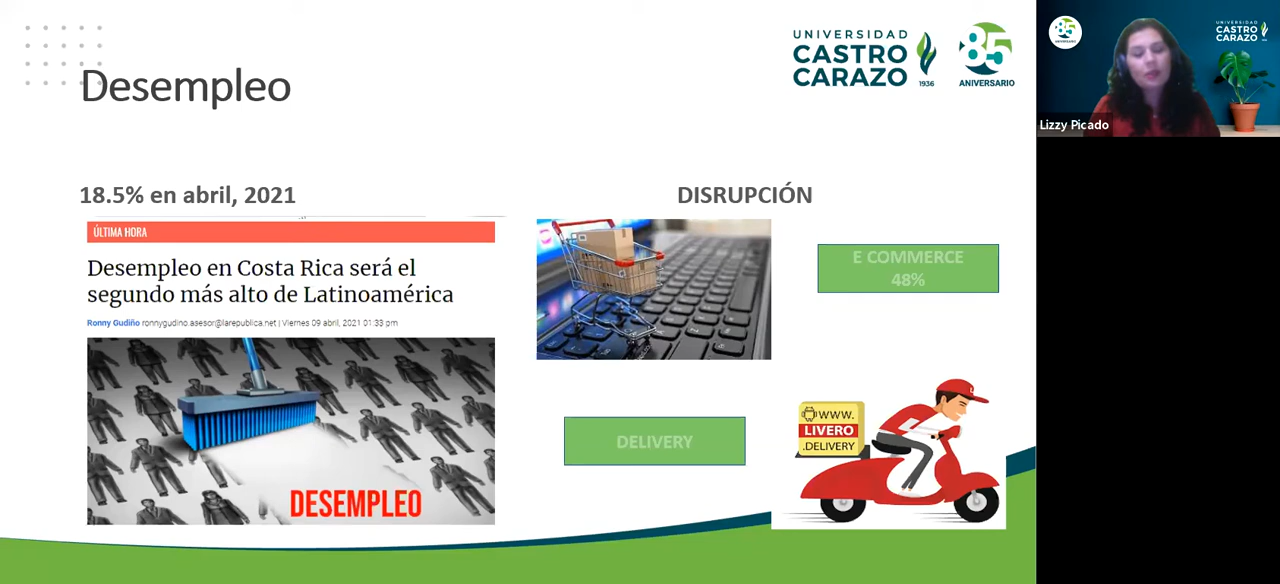 Desempleo
UNIVERSIDAD
CASTRO
CARAZO
1936
85
ANIVERSARIO
18.5% en abril, 2021
ÚLTIMA HORA
Desempleo en Costa Rica será el
segundo más alto de Latinoamérica
Ronny Gudiño ronnygudino.asesor@larepublica.net | Viernes 09 abril, 2021 01:33 pm
DESEMPLEO
DISRUPCIÓN
E COMMERCE
48%
DELIVERY
WWW.
LIVERO
.DELIVERY
85
ANIVERSARIO
UNIVERSIDAD
CASTRO
CARAZO
Lizzy Picado